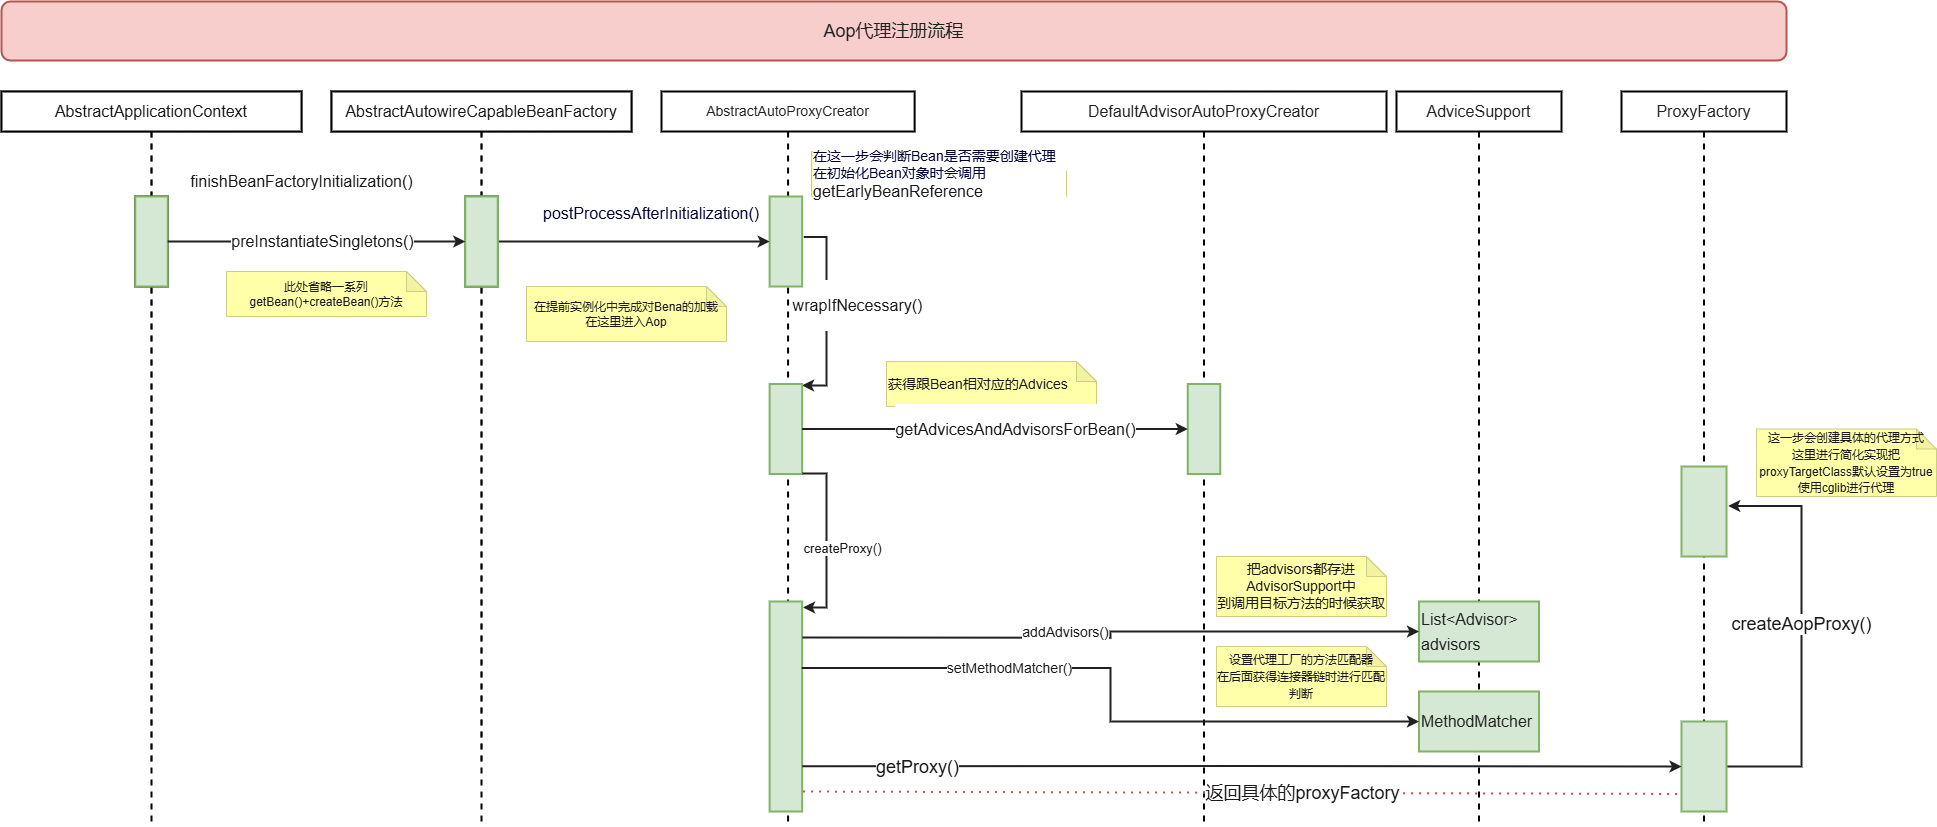 Aop代理注册流程
AbstractApplicationContext
AbstractAutowireCapableBeanFactory
AbstractAutoProxyCreator
DefaultAdvisorAutoProxyCreator
AdviceSupport
ProxyFactory
在这一步会判断Bean是否需要创建代理
在初始化Bean对象时会调用
getEarlyBeanReference
finishBeanFactoryInitialization()
postProcessAfterInitialization()
preInstantiateSingletons()
此处省略一系列
getBean()+createBean()方法
在提前实例化中完成对Bena的加载
在这里进入Aop
wrapIfNecessary()
获得跟Bean相对应的Advices
getAdvicesAndAdvisorsForBean()
这一步会创建具体的代理方式
这里进行简化实现把
proxyTargetClass默认设置为true
使用cglib进行代理
createProxy()
把advisors都存进
AdvisorSupport中
到调用目标方法的时候获取
addAdvisors()
List<Advisor>
advisors
createAopProxy()
setMethodMatcher()
设置代理工厂的方法匹配器
在后面获得连接器链时进行匹配
判断
MethodMatcher
getProxy()
返回具体的proxyFactory